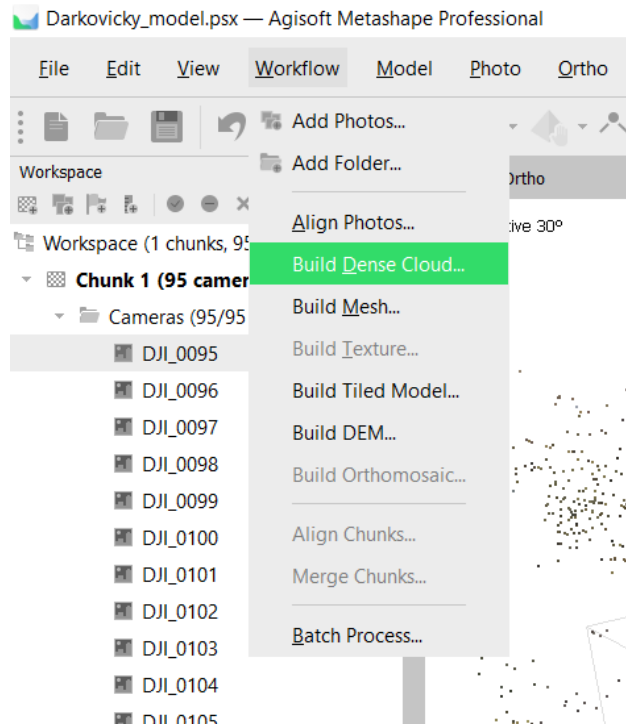 Darkovicky_model.psx — Agisoft Metashape Professional
File Edit View Workflow Model Photo Ortho
Add Photos...
Add Folder...
Align Photos...
Build Dense Cloud...
Build Mesh...
Build Texture...
Build Tiled Model...
Build DEM...
Build Orthomosaic...
Align Chunks...
Merge Chunks...
Batch Process...
Workspace
Workspace (1 chunks, 95
Chunk 1 (95 camer
Cameras (95/95
DJI_0095
DJI_0096
DJI_0097
DJI_0098
DJI_0099
DJI_0100
DJI_0101
DJI_0102
DJI_0103
DJI_0104
DJI_0105
Ortho
tive 30°